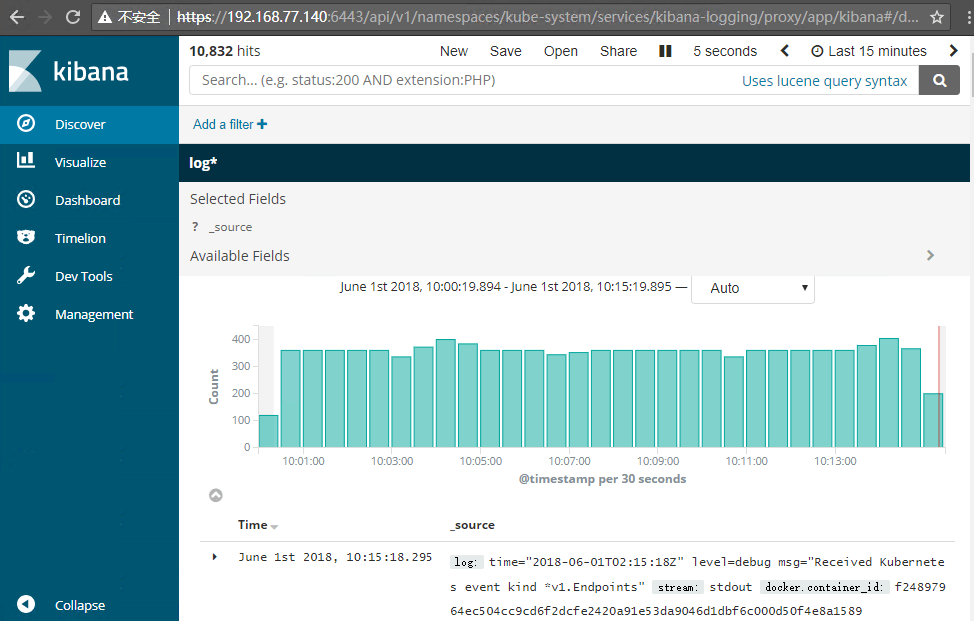 不安全 https://192.168.77.140:6443/api/v1/namespaces/kube-system/services/kibana-logging/proxy/app/kibana#/d...
kibana
Discover
Visualize
Dashboard
Timelion
Dev Tools
Management
Collapse
10,832 hits New Save Open Share 5 seconds Last 15 minutes
Search... (e.g. status:200 AND extension:PHP) Uses lucene query syntax
Add a filter +
log*
Selected Fields
? _source
Available Fields
June 1st 2018, 10:00:19.894 - June 1st 2018, 10:15:19.895 — Auto
Count
400
300
200
100
0
10:01:00 10:03:00 10:05:00 10:07:00 10:09:00 10:11:00 10:13:00
@timestamp per 30 seconds
Time _source
June 1st 2018, 10:15:18.295 log: time="2018-06-01T02:15:18Z" level=debug msg="Received Kubernete
s event kind *v1.Endpoints" stream: stdout docker.container_id: f248979
64ec504cc9cd6f2dcfe2420a91e53da9046d1dbf6c000d50f4e8a1589